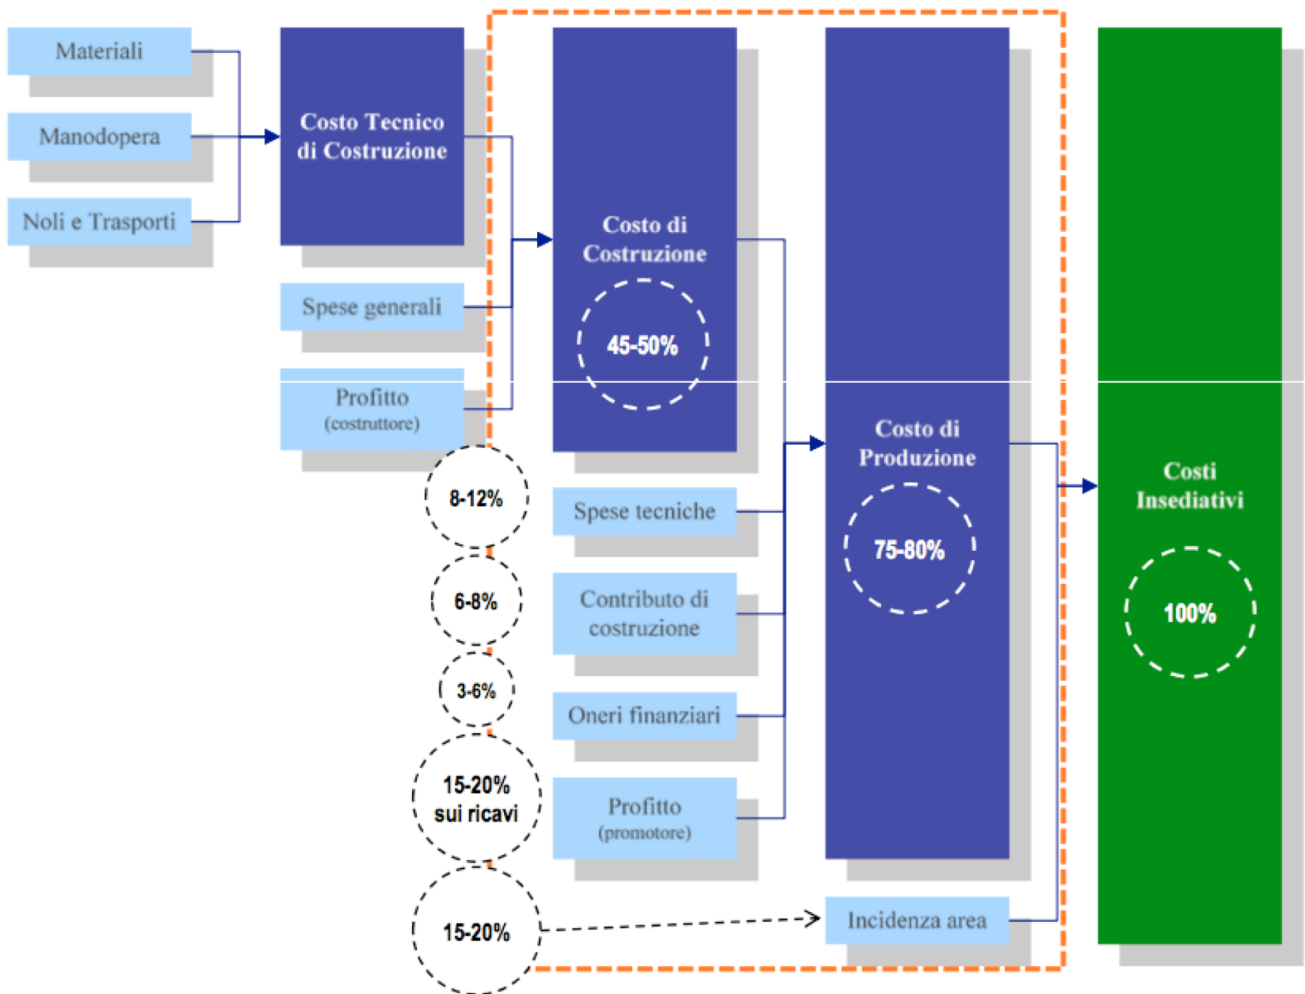 Materiali
Manodopera
Noli e Trasporti
Costo Tecnico
di Costruzione
Spese generali
Profitto
(costruttore)
8-12%
6-8%
3-6%
15-20%
sui ricavi
15-20%
Costo di
Costruzione
45-50%
Spese tecniche
Contributo di
costruzione
Oneri finanziari
Profitto
(promotore)
Costo di
Produzione
75-80%
Incidenza area
Costi
Insediativi
100%